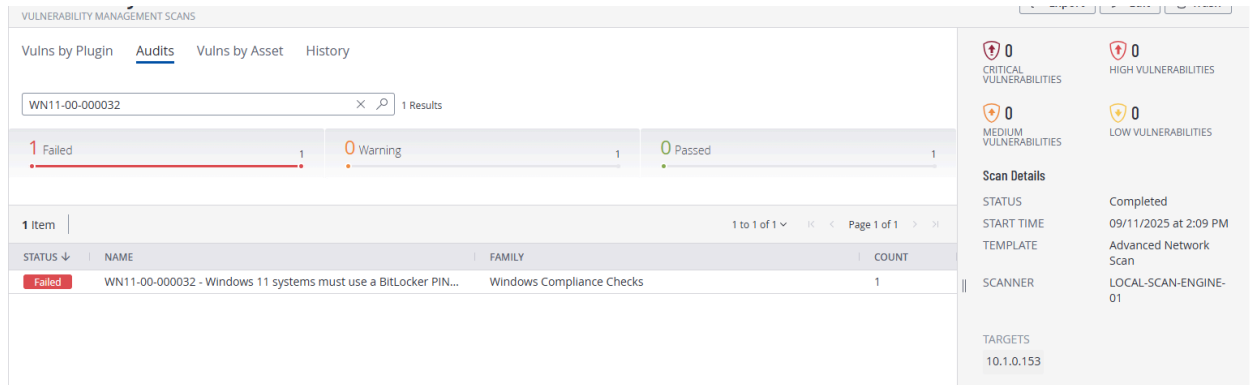 VULNERABILITY MANAGEMENT SCANS
Vulns by Plugin Audits Vulns by Asset History
WN11-00-000032 1 Results
1 Failed 1 0 Warning 1 0 Passed 1
1 Item 1 to 1 of 1 Page 1 of 1
STATUS NAME FAMILY COUNT
Failed WN11-00-000032 - Windows 11 systems must use a BitLocker PIN... Windows Compliance Checks 1
0 0
CRITICAL VULNERABILITIES HIGH VULNERABILITIES
0 0
MEDIUM VULNERABILITIES LOW VULNERABILITIES
Scan Details
STATUS Completed
START TIME 09/11/2025 at 2:09 PM
TEMPLATE Advanced Network
Scan
SCANNER LOCAL-SCAN-ENGINE-
01
TARGETS
10.1.0.153